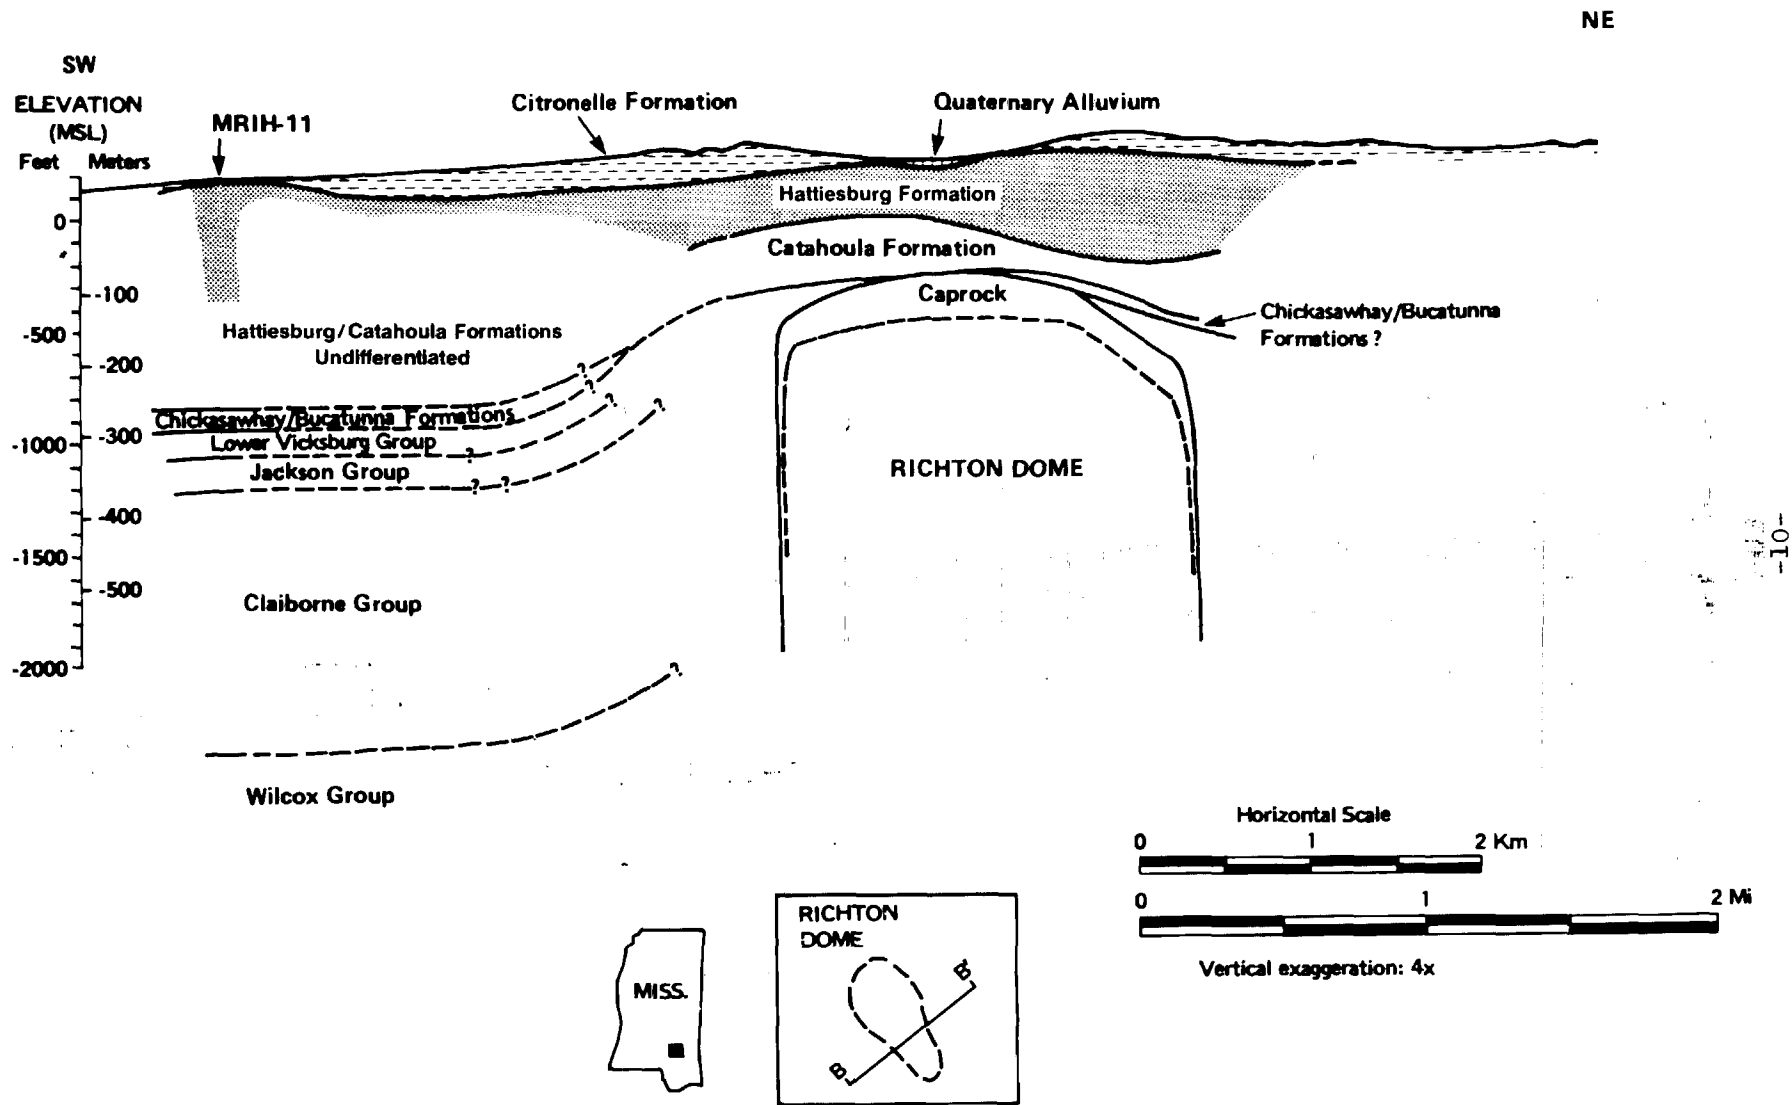 NE
SW
ELEVATION
(MSL)
Feet Meters
MRIH-11
Citronelle Formation
Quaternary Alluvium
Hattiesburg Formation
0
Catahoula Formation
-100
Caprock
Chickasawhay/Bucatunna
Formations ?
-500
Hattiesburg/Catahoula Formations
Undifferentiated
-200
?
?
?
?
Chickasawhay/Bucatunna Formations
-300
Lower Vicksburg Group
-1000
?
Jackson Group
RICHTON DOME
? ?
-400
-10-
-1500
-500
Claiborne Group
-2000
?
Wilcox Group
Horizontal Scale
0 1 2 Km
0 1 2 Mi
Vertical exaggeration: 4x
MISS.
RICHTON
DOME
B'
B